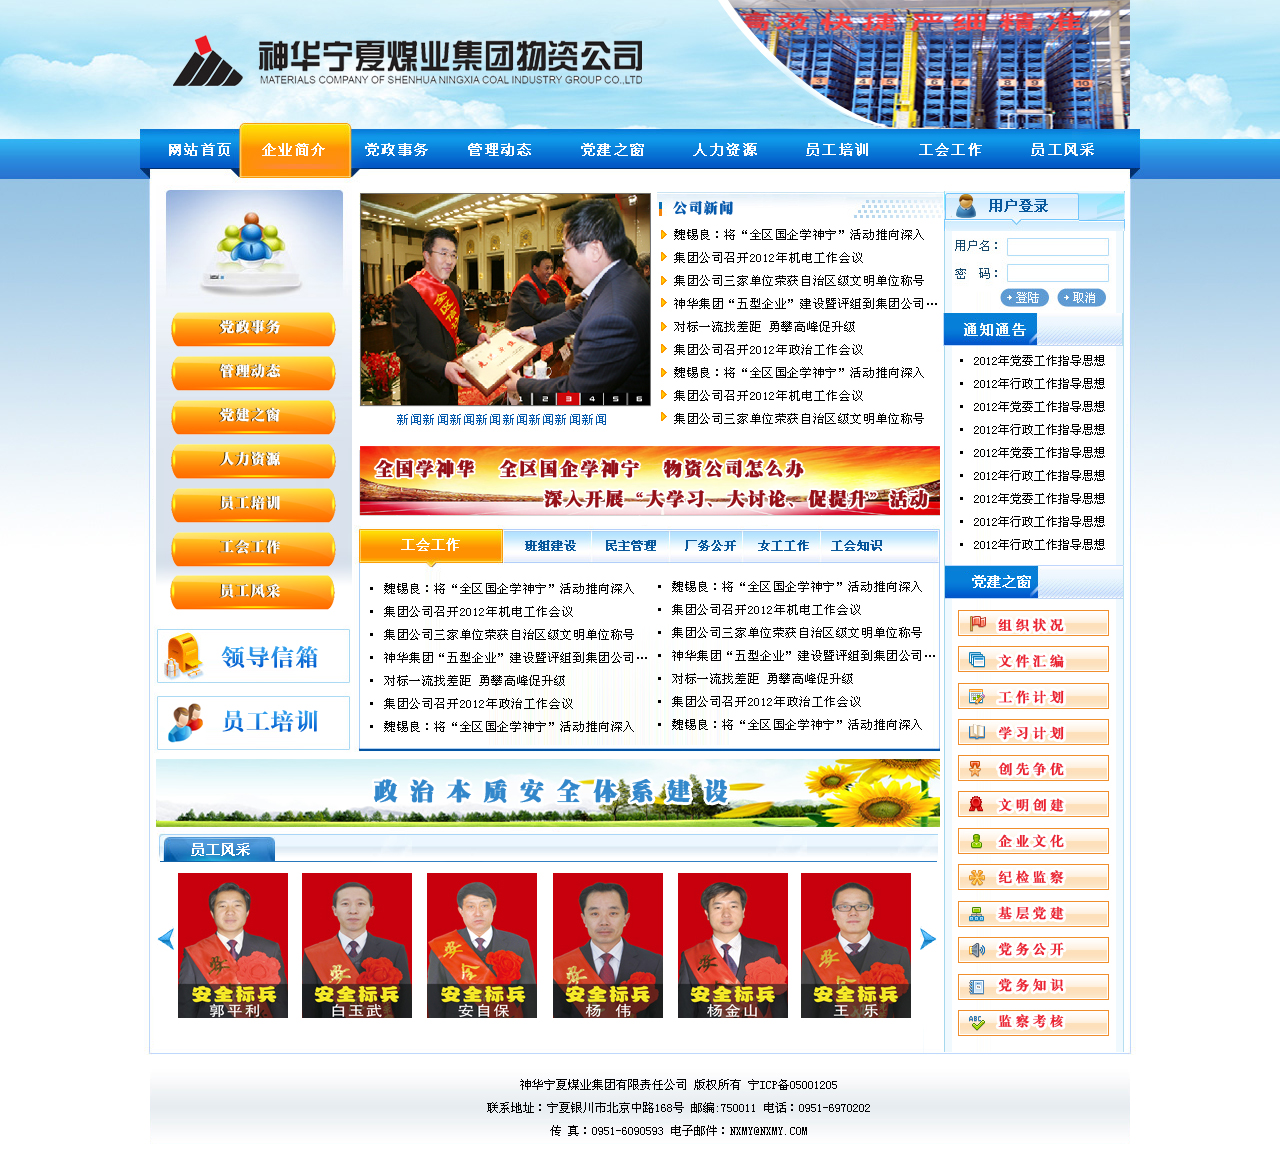 高效 快捷 严细 精准
神华宁夏煤业集团物资公司
MATERIALS COMPANY OF SHENHUA NINGXIA COAL INDUSTRY GROUP CO.,LTD
网站首页 企业简介 党政事务 管理动态 党建之窗 人力资源 员工培训 工会工作 员工风采
党政事务
管理动态
党建之窗
人力资源
员工培训
工会工作
员工风采
领导信箱
员工培训
1 2 3 4 5 6
新闻新闻新闻新闻新闻新闻新闻新闻
公司新闻
魏锡良：将“全区国企学神宁”活动推向深入
集团公司召开2012年机电工作会议
集团公司三家单位荣获自治区级文明单位称号
神华集团“五型企业”建设暨评组到集团公司…
对标一流找差距 勇攀高峰促升级
集团公司召开2012年政治工作会议
魏锡良：将“全区国企学神宁”活动推向深入
集团公司召开2012年机电工作会议
集团公司三家单位荣获自治区级文明单位称号
用户登录
用户名：
密 码：
登陆 取消
通知通告
2012年党委工作指导思想
2012年行政工作指导思想
2012年党委工作指导思想
2012年行政工作指导思想
2012年党委工作指导思想
2012年行政工作指导思想
2012年党委工作指导思想
2012年行政工作指导思想
2012年行政工作指导思想
全国学神华 全区国企学神宁 物资公司怎么办
深入开展“大学习、大讨论、促提升”活动
工会工作 班组建设 民主管理 厂务公开 女工工作 工会知识
魏锡良：将“全区国企学神宁”活动推向深入
集团公司召开2012年机电工作会议
集团公司三家单位荣获自治区级文明单位称号
神华集团“五型企业”建设暨评组到集团公司…
对标一流找差距 勇攀高峰促升级
集团公司召开2012年政治工作会议
魏锡良：将“全区国企学神宁”活动推向深入
魏锡良：将“全区国企学神宁”活动推向深入
集团公司召开2012年机电工作会议
集团公司三家单位荣获自治区级文明单位称号
神华集团“五型企业”建设暨评组到集团公司…
对标一流找差距 勇攀高峰促升级
集团公司召开2012年政治工作会议
魏锡良：将“全区国企学神宁”活动推向深入
党建之窗
组织状况
文件汇编
工作计划
学习计划
创先争优
文明创建
企业文化
纪检监察
基层党建
党务公开
党务知识
监察考核
政治本质安全体系建设
员工风采
安全标兵 郭平利
安全标兵 白玉武
安全标兵 安自保
安全标兵 杨 伟
安全标兵 杨金山
安全标兵 王 乐
神华宁夏煤业集团有限责任公司 版权所有 宁ICP备05001205
联系地址：宁夏银川市北京中路168号 邮编:750011 电话：0951-6970202
传 真：0951-6090593 电子邮件：NXMY@NXMY.COM